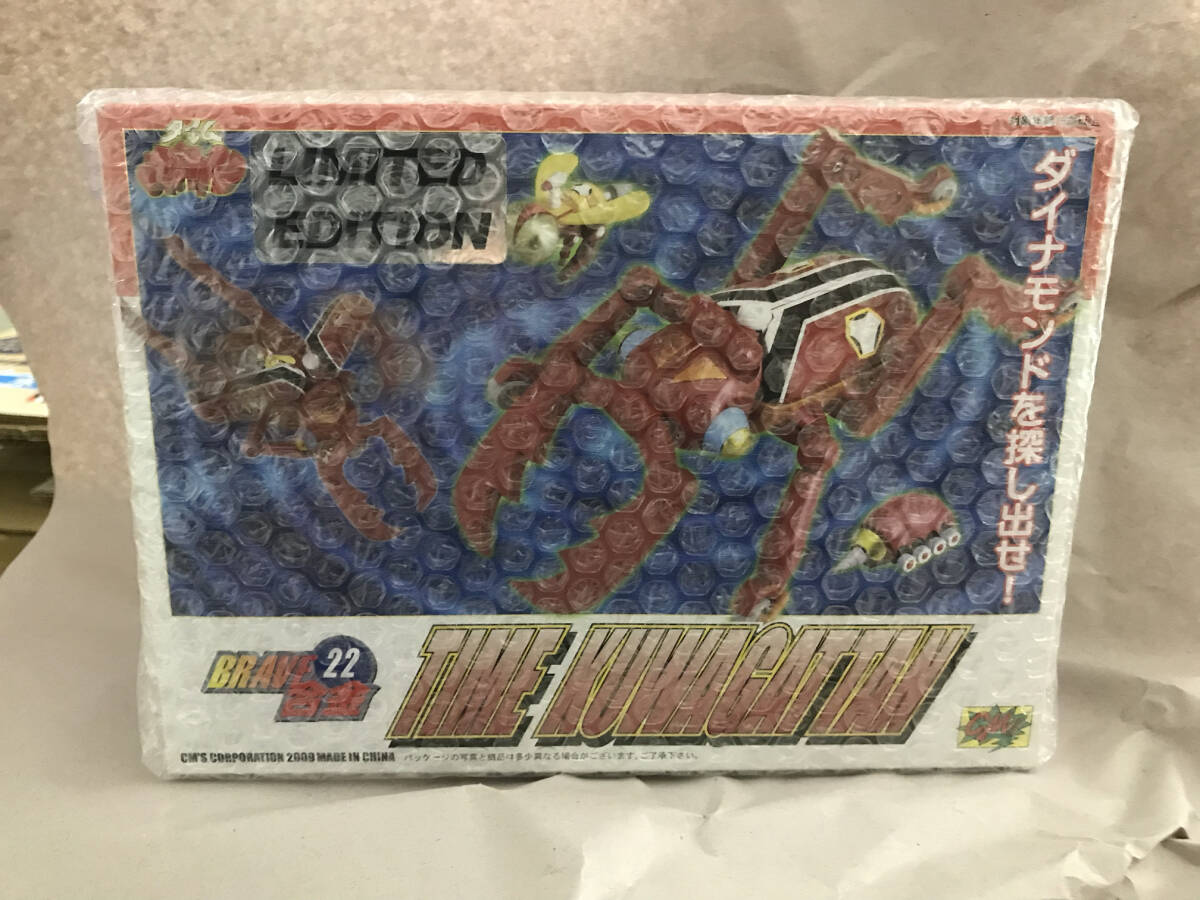 LIMITED
EDITION
ダイナモンドを探し出せ!
BRAVE
合金
22
TIME KUWAGATTAN
CM'S CORPORATION 2009 MADE IN CHINA パッケージの写真と商品は多少異なる場合がございます。ご了承下さい。